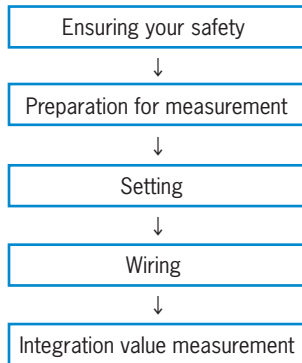 Ensuring your safety
↓
Preparation for measurement
↓
Setting
↓
Wiring
↓
Integration value measurement